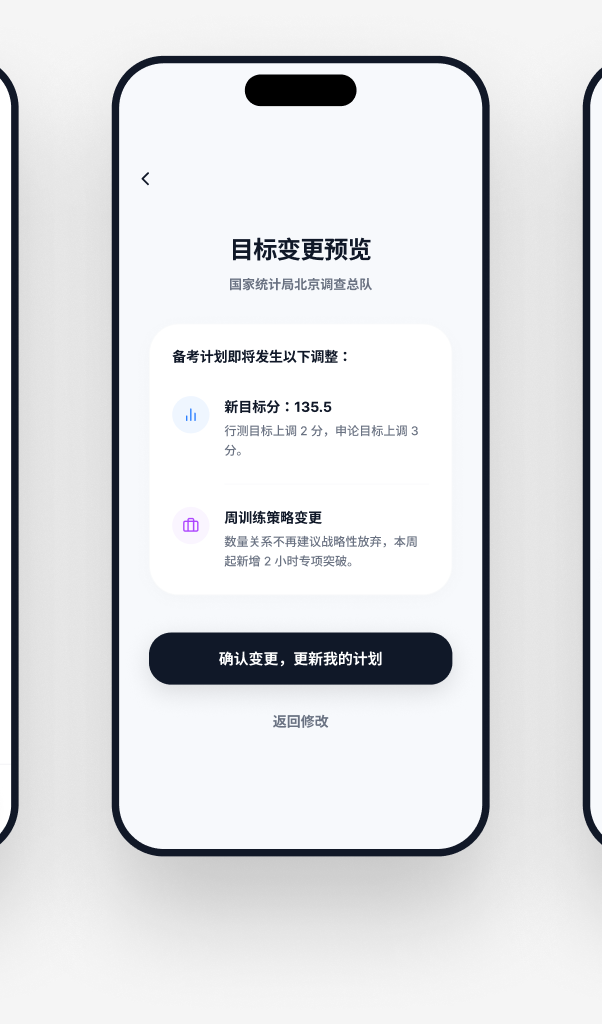 目标变更预览
国家统计局北京调查总队
备考计划即将发生以下调整：
新目标分：135.5
行测目标上调 2 分，申论目标上调 3
分。
周训练策略变更
数量关系不再建议战略性放弃，本周
起新增 2 小时专项突破。
确认变更，更新我的计划
返回修改